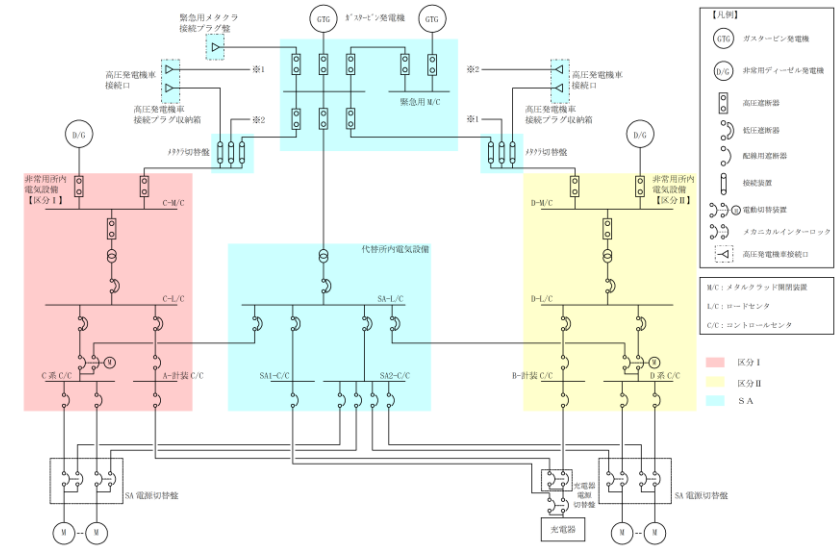 緊急用メタクラ
接続プラグ盤
GTG
ガスタービン発電機
GTG
高圧発電機車
接続口
※1
緊急用M/C
※2
高圧発電機車
接続口
高圧発電機車
接続プラグ収納箱
※2
※1
高圧発電機車
接続プラグ収納箱
D/G
メタクラ切替盤
メタクラ切替盤
D/G
非常用所内
電気設備
【区分Ⅰ】
C-M/C
非常用所内
電気設備
【区分Ⅱ】
D-M/C
代替所内電気設備
C-L/C
SA-L/C
D-L/C
M
M
C系C/C
A-計装C/C
SA1-C/C
SA2-C/C
B-計装C/C
D系C/C
SA電源切替盤
充電器
電源
切替盤
SA電源切替盤
M
M
充電器
M
M
【凡例】
GTG
ガスタービン発電機
D/G
非常用ディーゼル発電機
高圧遮断器
低圧遮断器
配線用遮断器
接続装置
M
電動切替装置
メカニカルインターロック
高圧発電機車接続口
M/C:メタルクラッド開閉装置
L/C:ロードセンタ
C/C:コントロールセンタ
区分Ⅰ
区分Ⅱ
SA